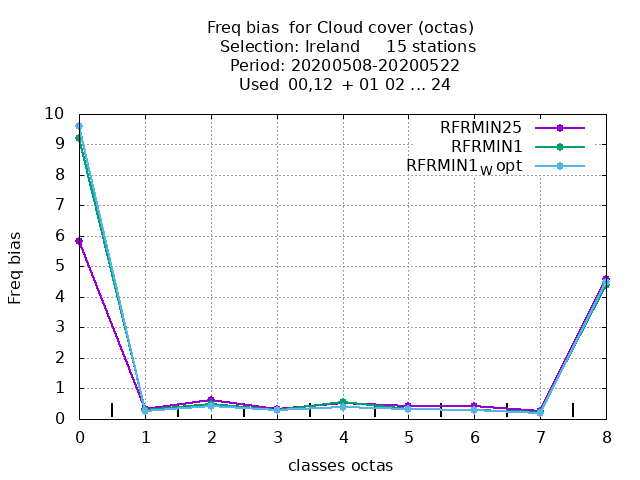 Freq bias  for Cloud cover (octas)
Selection: Ireland     15 stations
Period: 20200508-20200522
Used  00,12  + 01 02 ... 24
RFRMIN25
RFRMIN1
RFRMIN1W opt
10
9
8
7
6
5
4
3
2
1
0
Freq bias
0 1 2 3 4 5 6 7 8
classes octas